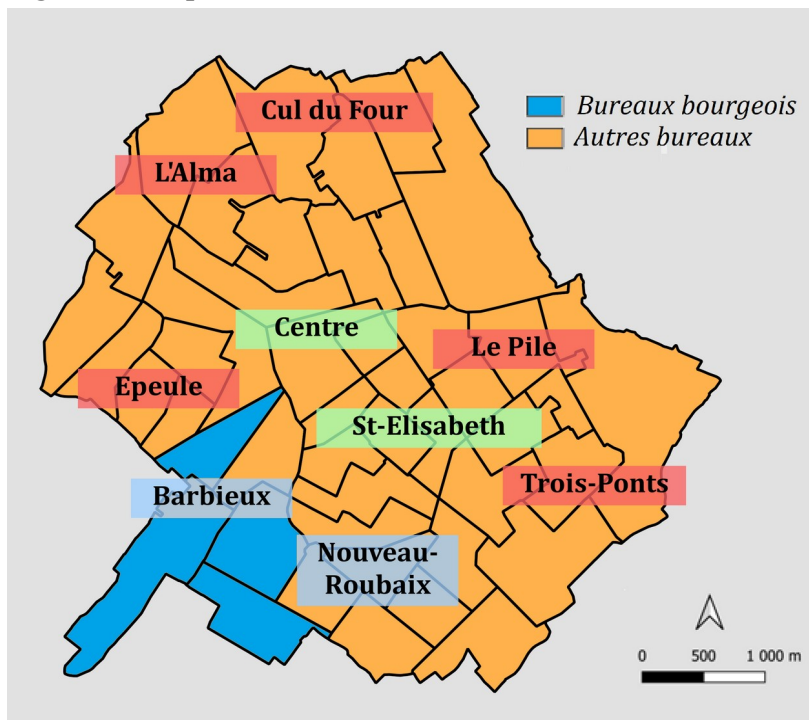 Cul du Four
Bureaux bourgeois
Autres bureaux
L'Alma
Centre
Le Pile
Epeule
St-Elisabeth
Trois-Ponts
Barbieux
Nouveau-
Roubaix
0 500 1 000 m